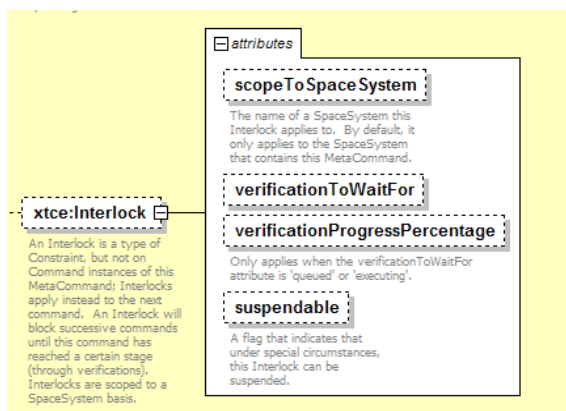 attributes
scopeToSpaceSystem
The name of a SpaceSystem this
Interlock applies to.  By default, it
only applies to the SpaceSystem
that contains this MetaCommand.
verificationToWaitFor
verificationProgressPercentage
Only applies when the verificationToWaitFor
attribute is 'queued' or 'executing'.
suspendable
A flag that indicates that
under special circumstances,
this Interlock can be
suspended.
xtce:Interlock
An Interlock is a type of
Constraint, but not on
Command instances of this
MetaCommand; Interlocks
apply instead to the next
command.  An Interlock will
block successive commands
until this command has
reached a certain stage
(through verifications).
Interlocks are scoped to a
SpaceSystem basis.